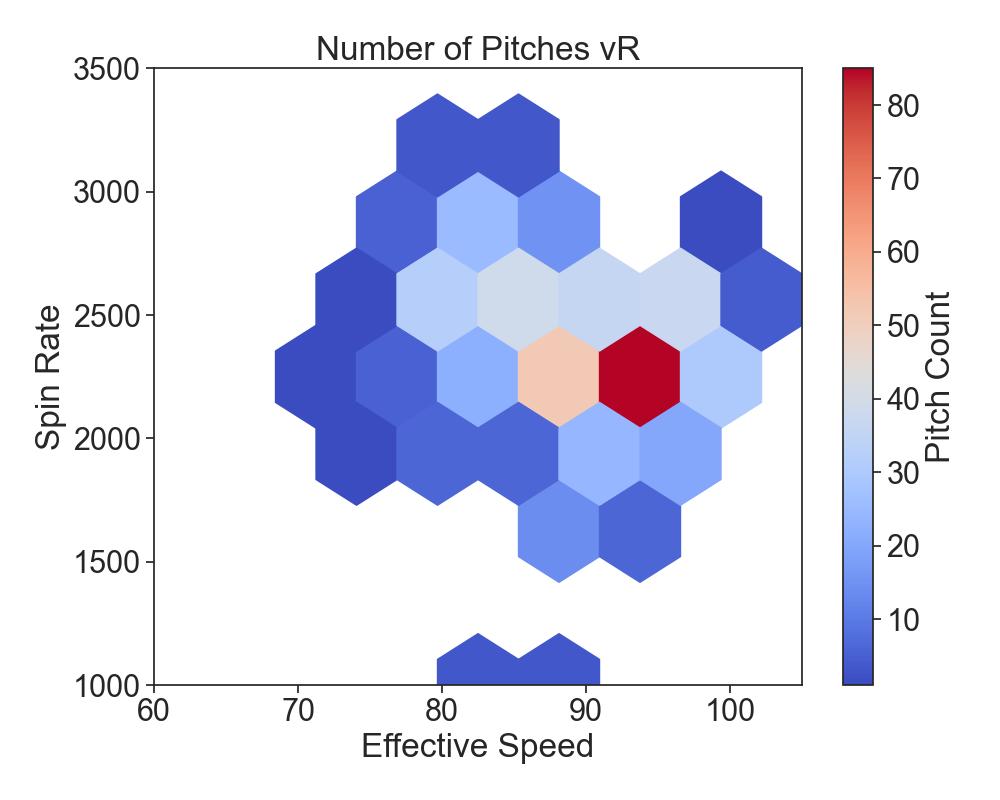 Number of Pitches vR
3500
3000
2500
2000
1500
1000
Spin Rate
60 70 80 90 100
Effective Speed
80
70
60
50
40
30
20
10
Pitch Count